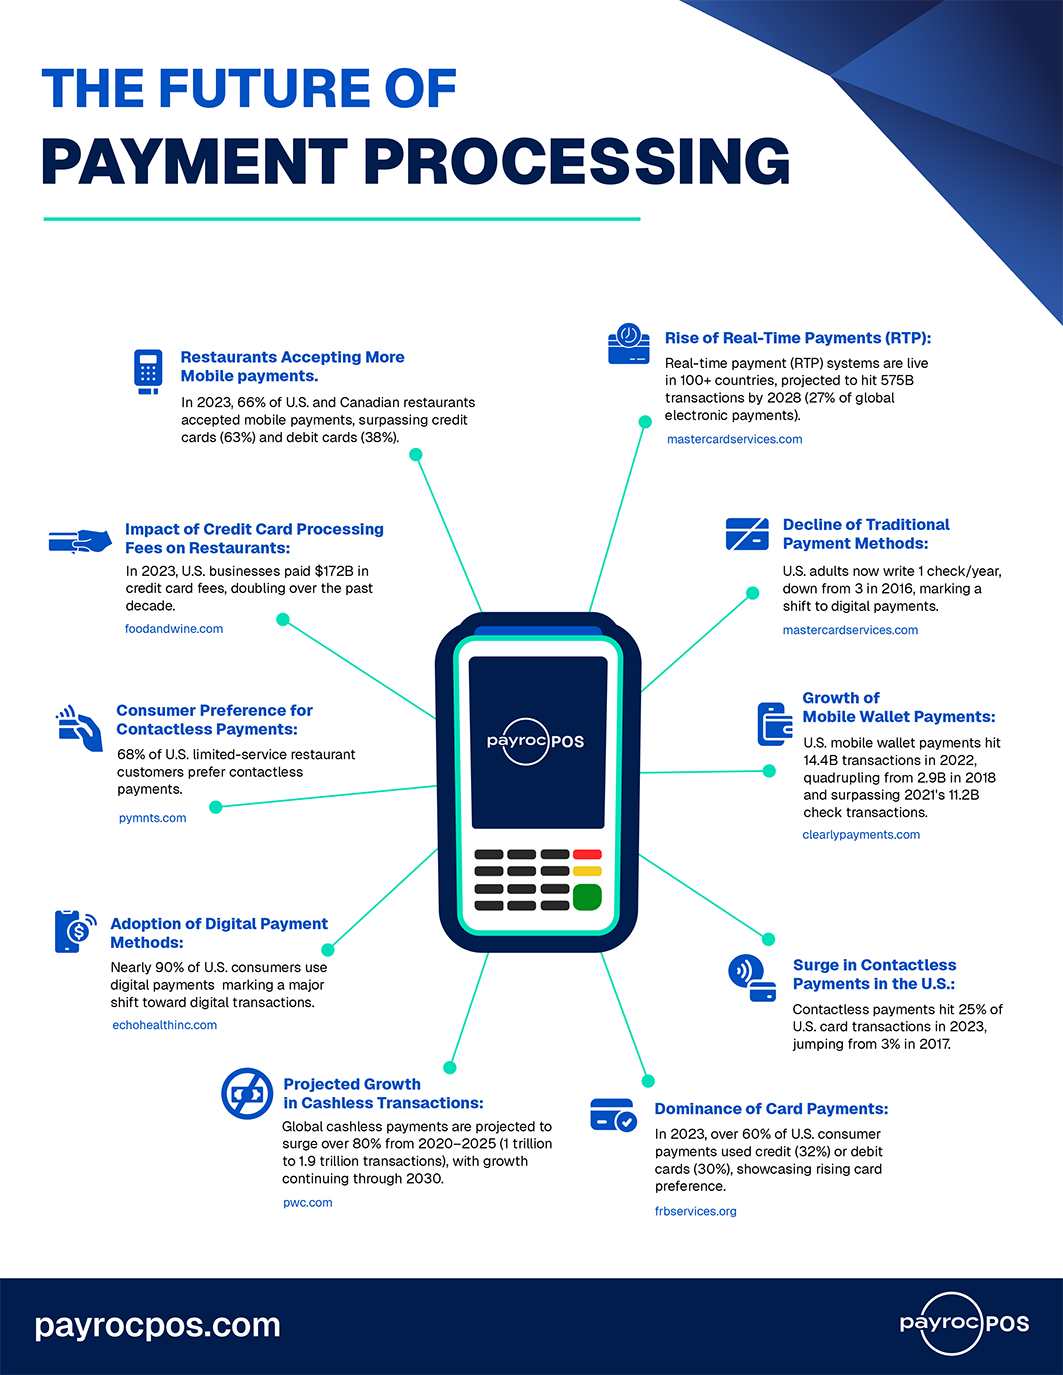 THE FUTURE OF
PAYMENT PROCESSING
Restaurants Accepting More
Mobile payments.
In 2023, 66% of U.S. and Canadian restaurants
accepted mobile payments, surpassing credit
cards (63%) and debit cards (38%).
Rise of Real-Time Payments (RTP):
Real-time payment (RTP) systems are live
in 100+ countries, projected to hit 575B
transactions by 2028 (27% of global
electronic payments).
mastercardservices.com
Impact of Credit Card Processing
Fees on Restaurants:
In 2023, U.S. businesses paid $172B in
credit card fees, doubling over the past
decade.
foodandwine.com
Decline of Traditional
Payment Methods:
U.S. adults now write 1 check/year,
down from 3 in 2016, marking a
shift to digital payments.
mastercardservices.com
Consumer Preference for
Contactless Payments:
68% of U.S. limited-service restaurant
customers prefer contactless
payments.
pymnts.com
payroc POS
Growth of
Mobile Wallet Payments:
U.S. mobile wallet payments hit
14.4B transactions in 2022,
quadrupling from 2.9B in 2018
and surpassing 2021's 11.2B
check transactions.
clearlypayments.com
Adoption of Digital Payment
Methods:
Nearly 90% of U.S. consumers use
digital payments  marking a major
shift toward digital transactions.
echohealthinc.com
Surge in Contactless
Payments in the U.S.:
Contactless payments hit 25% of
U.S. card transactions in 2023,
jumping from 3% in 2017.
Projected Growth
in Cashless Transactions:
Global cashless payments are projected to
surge over 80% from 2020–2025 (1 trillion
to 1.9 trillion transactions), with growth
continuing through 2030.
pwc.com
Dominance of Card Payments:
In 2023, over 60% of U.S. consumer
payments used credit (32%) or debit
cards (30%), showcasing rising card
preference.
frbservices.org
payrocpos.com
payroc POS